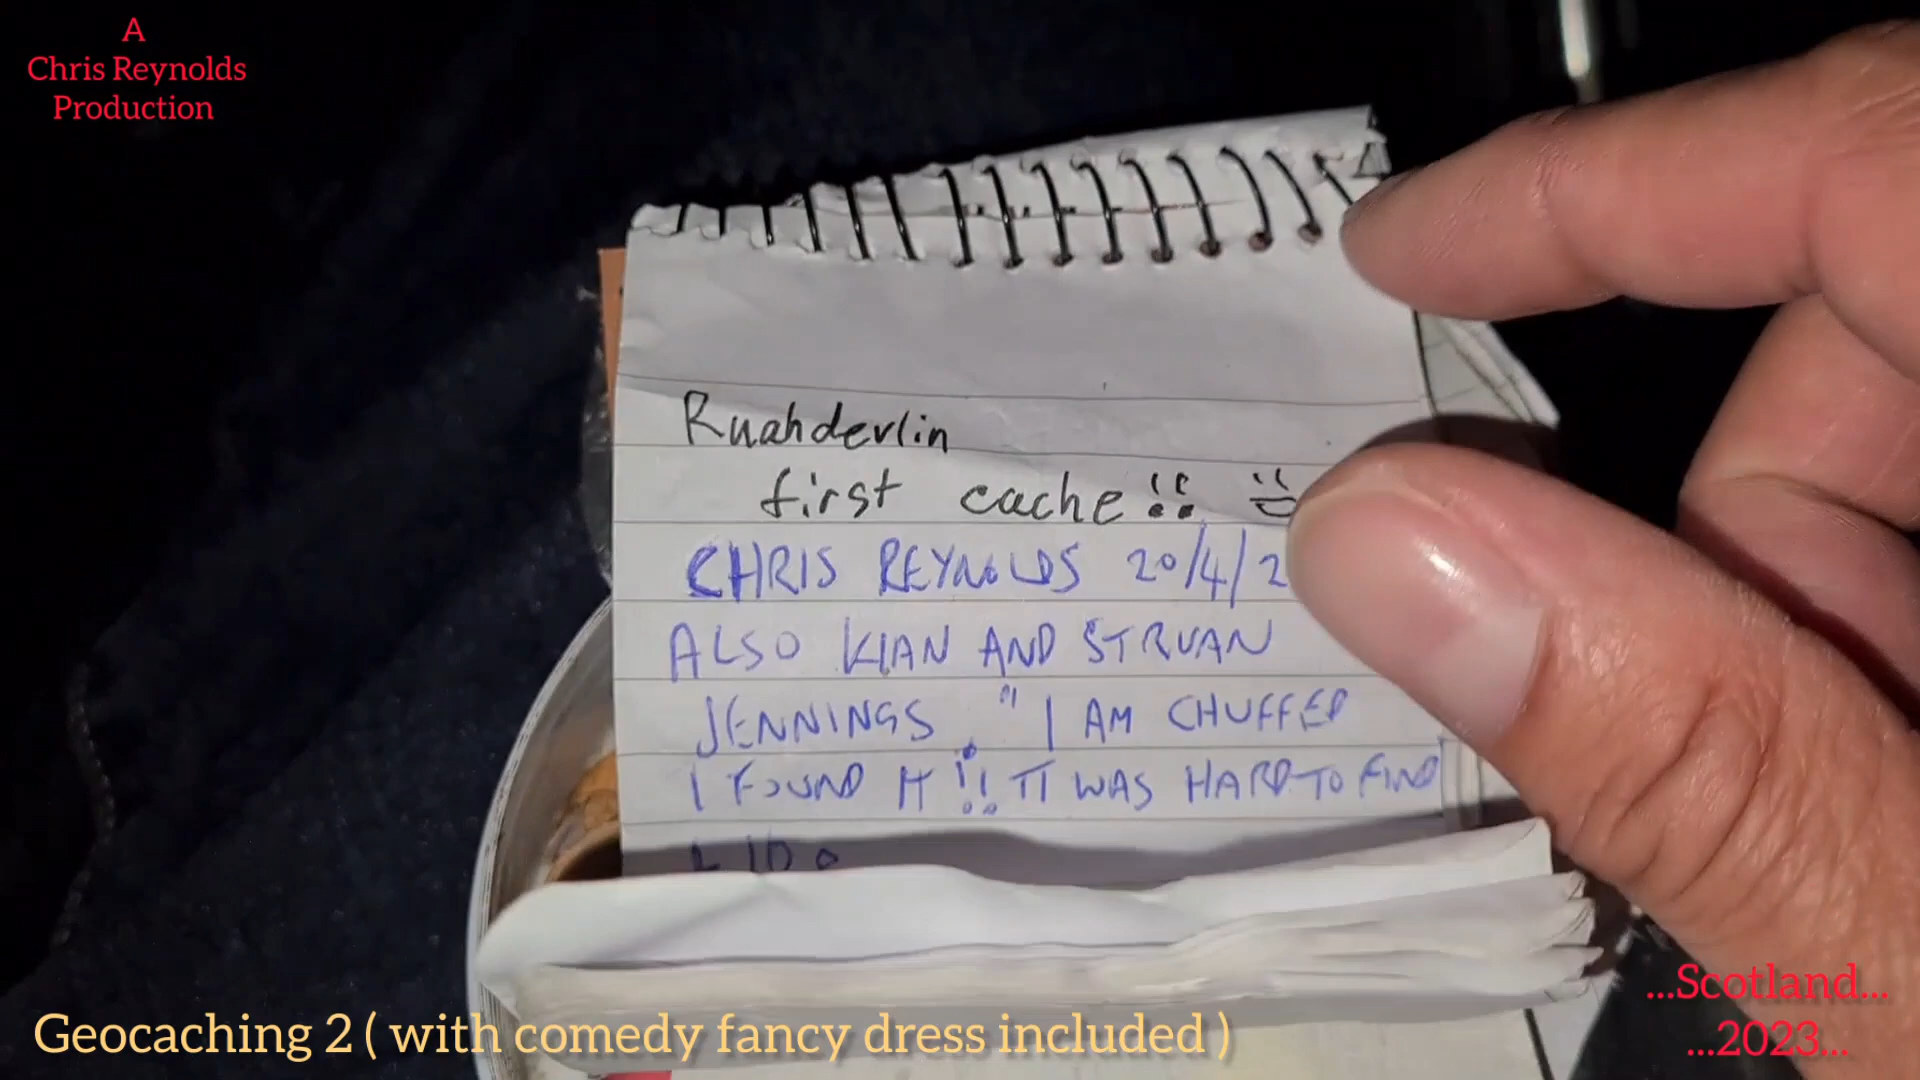 A
Chris Reynolds
Production
Ruahdevlin
first cache!!
CHRIS REYNOLDS 20/4/2
ALSO KIAN AND STRUAN
JENNINGS. "I AM CHUFFED
I FOUND IT!!! IT WAS HARD TO FIND
Geocaching 2 ( with comedy fancy dress included )
...Scotland...
...2023...